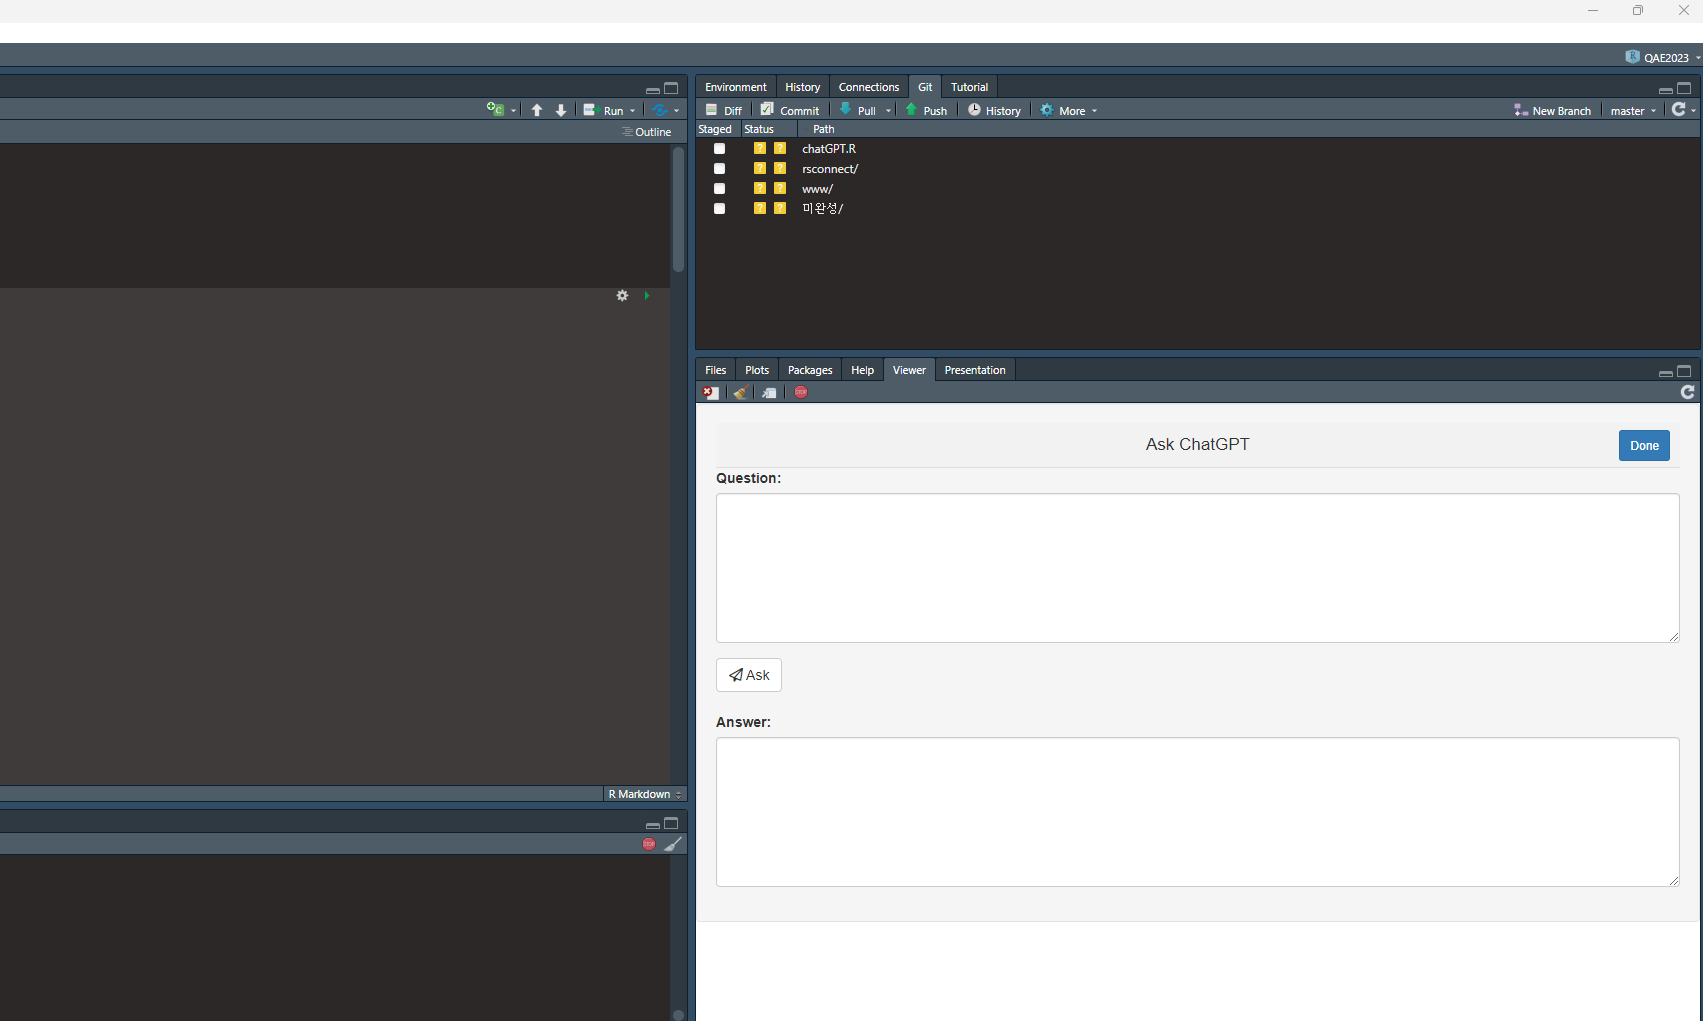 QAE2023
Run
Outline
Environment History Connections Git Tutorial
Diff Commit Pull Push History More New Branch master
Staged Status Path
? ? chatGPT.R
? ? rsconnect/
? ? www/
? ? 미완성/
Files Plots Packages Help Viewer Presentation
STOP
Ask ChatGPT
Done
Question:
Ask
Answer:
R Markdown
STOP